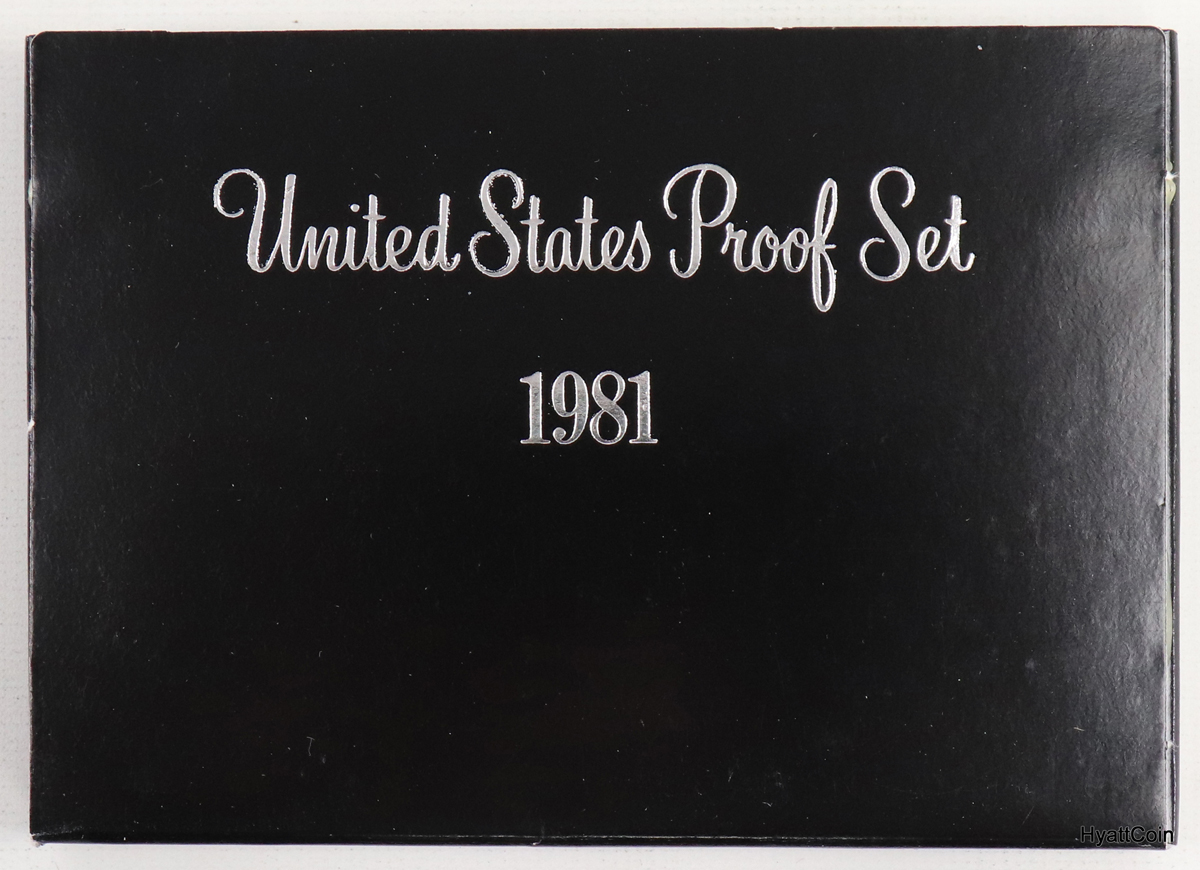 United States Proof Set
1981
HyattCoin